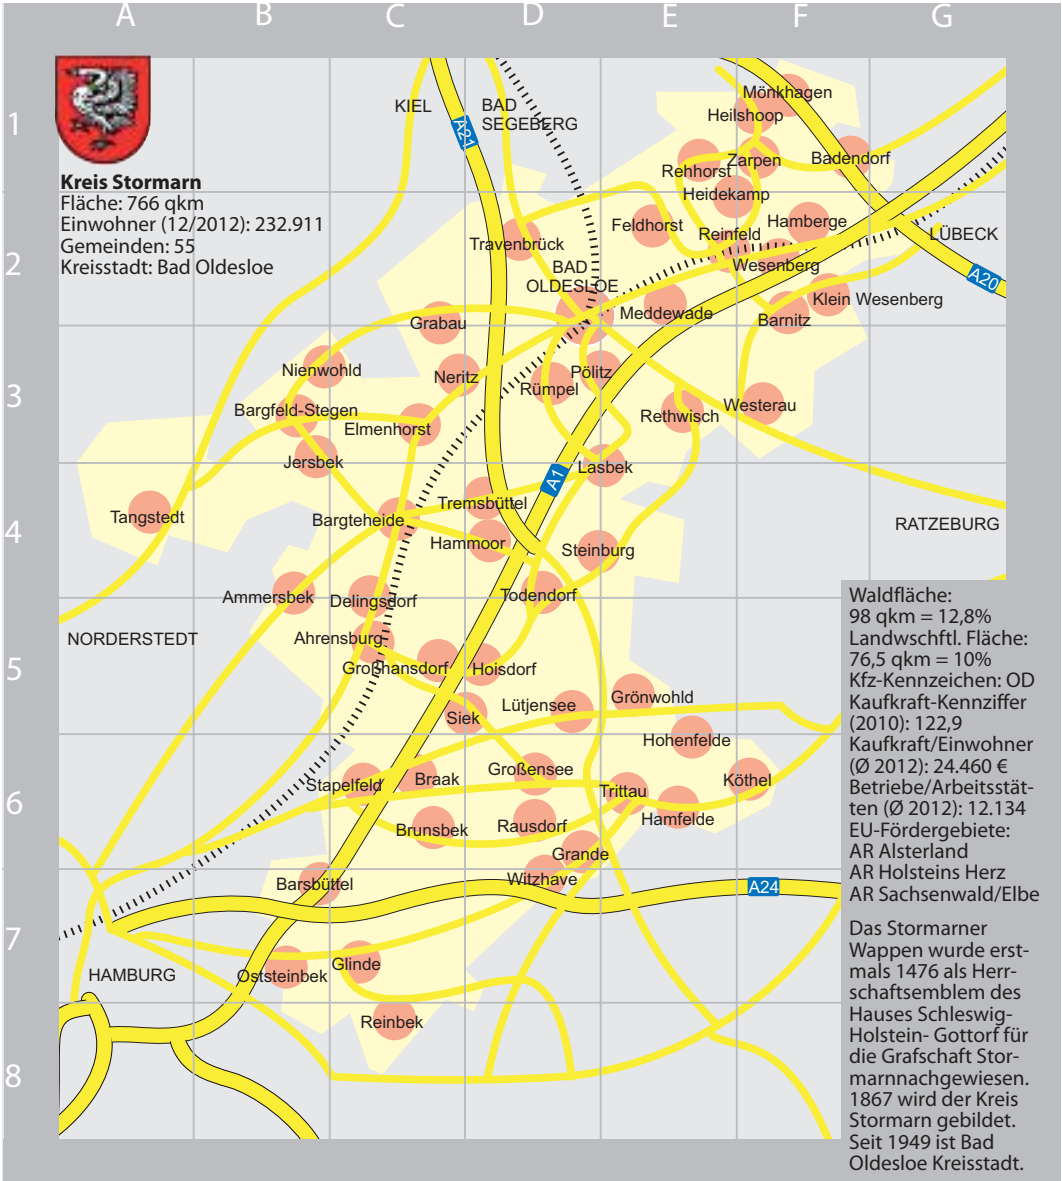 A B C D E F G
1
2
3
4
5
6
7
8
Kreis Stormarn
Fläche: 766 qkm
Einwohner (12/2012): 232.911
Gemeinden: 55
Kreisstadt: Bad Oldesloe
KIEL
A21
BAD
SEGEBERG
Mönkhagen
Heilshoop
Rehhorst
Zarpen
Badendorf
Heidekamp
Travenbrück
Feldhorst
Reinfeld
Hamberge
LÜBECK
BAD
OLDESLOE
Wesenberg
A20
Grabau
Meddewade
Barnitz
Klein Wesenberg
Nienwohld
Neritz
Rümpel
Pölitz
Bargfeld-Stegen
Elmenhorst
Rethwisch
Westerau
Jersbek
Lasbek
A1
Tangstedt
Bargteheide
Tremsbüttel
Hammoor
Steinburg
RATZEBURG
Ammersbek
Delingsdorf
Todendorf
NORDERSTEDT
Ahrensburg
Großhansdorf
Hoisdorf
Siek
Lütjensee
Grönwohld
Hohenfelde
Stapelfeld
Braak
Großensee
Trittau
Köthel
Brunsbek
Rausdorf
Hamfelde
Grande
Barsbüttel
Witzhave
A24
HAMBURG
Oststeinbek
Glinde
Reinbek
Waldfläche:
98 qkm = 12,8%
Landwschftl. Fläche:
76,5 qkm = 10%
Kfz-Kennzeichen: OD
Kaufkraft-Kennziffer
(2010): 122,9
Kaufkraft/Einwohner
(Ø 2012): 24.460 €
Betriebe/Arbeitsstät-
ten (Ø 2012): 12.134
EU-Fördergebiete:
AR Alsterland
AR Holsteins Herz
AR Sachsenwald/Elbe
Das Stormarner
Wappen wurde erst-
mals 1476 als Herr-
schaftsemblem des
Hauses Schleswig-
Holstein- Gottorf für
die Grafschaft Stor-
marnnachgewiesen.
1867 wird der Kreis
Stormarn gebildet.
Seit 1949 ist Bad
Oldesloe Kreisstadt.